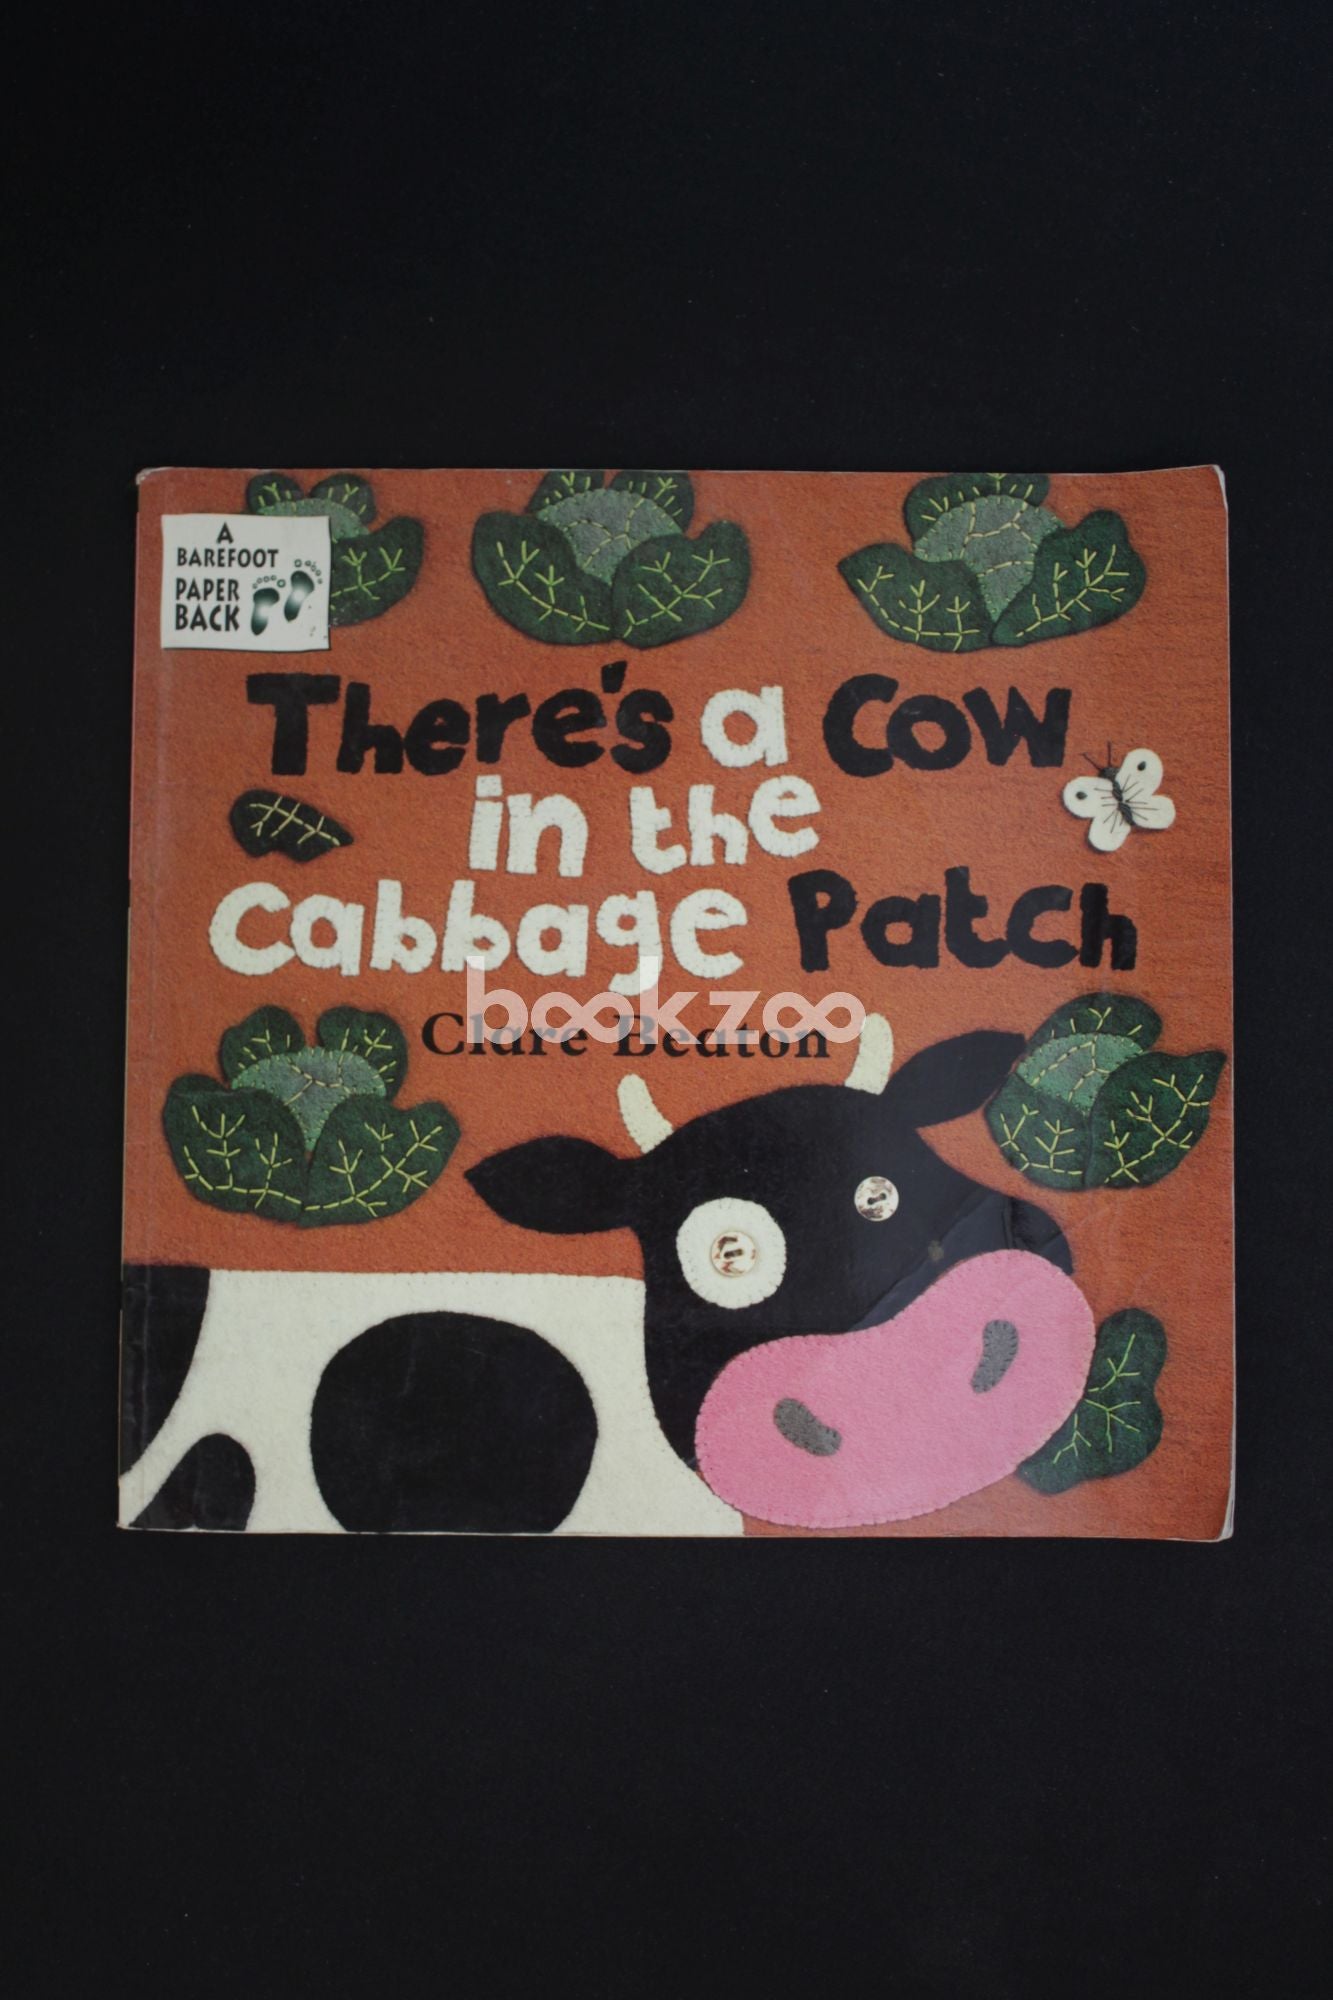 A
BAREFOOT
PAPER
BACK
There's a Cow
in the
Cabbage Patch
bookzoo
Clare Beaton